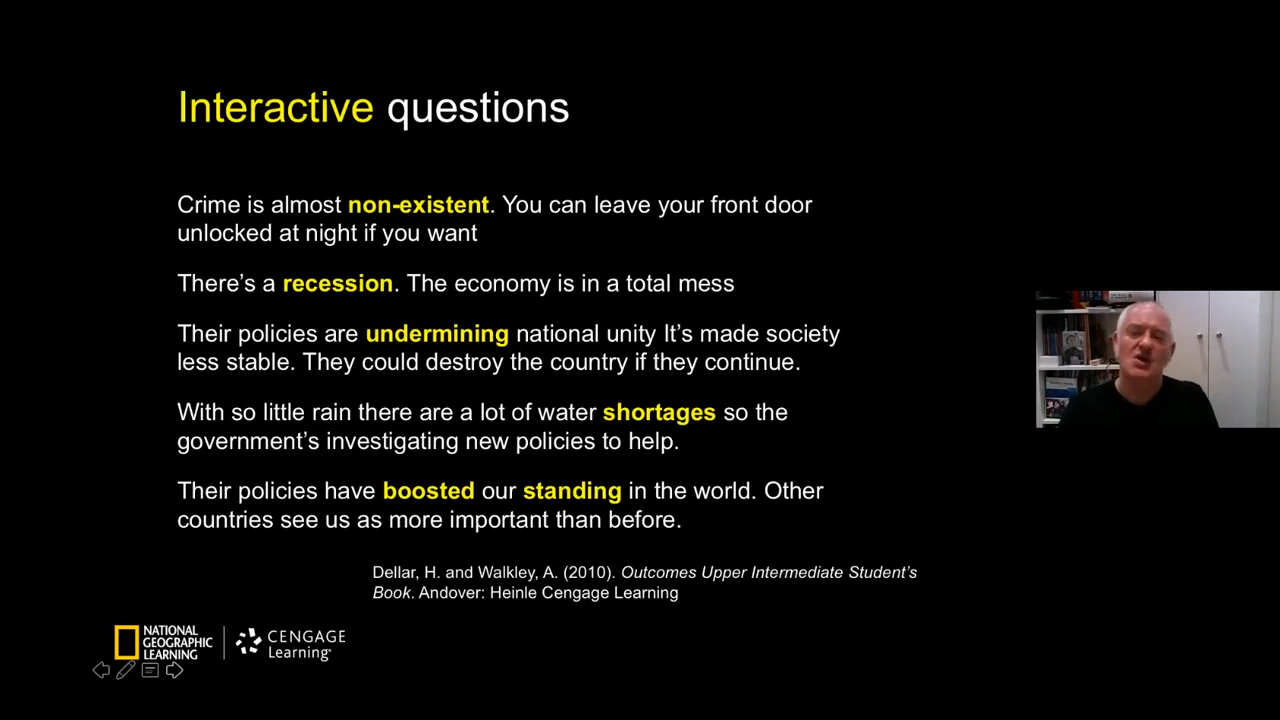 Interactive questions
Crime is almost non-existent. You can leave your front door
unlocked at night if you want
There's a recession. The economy is in a total mess
Their policies are undermining national unity It's made society
less stable. They could destroy the country if they continue.
With so little rain there are a lot of water shortages so the
government's investigating new policies to help.
Their policies have boosted our standing in the world. Other
countries see us as more important than before.
Dellar, H. and Walkley, A. (2010). Outcomes Upper Intermediate Student's
Book. Andover: Heinle Cengage Learning
NATIONAL
GEOGRAPHIC
LEARNING
CENGAGE
Learning